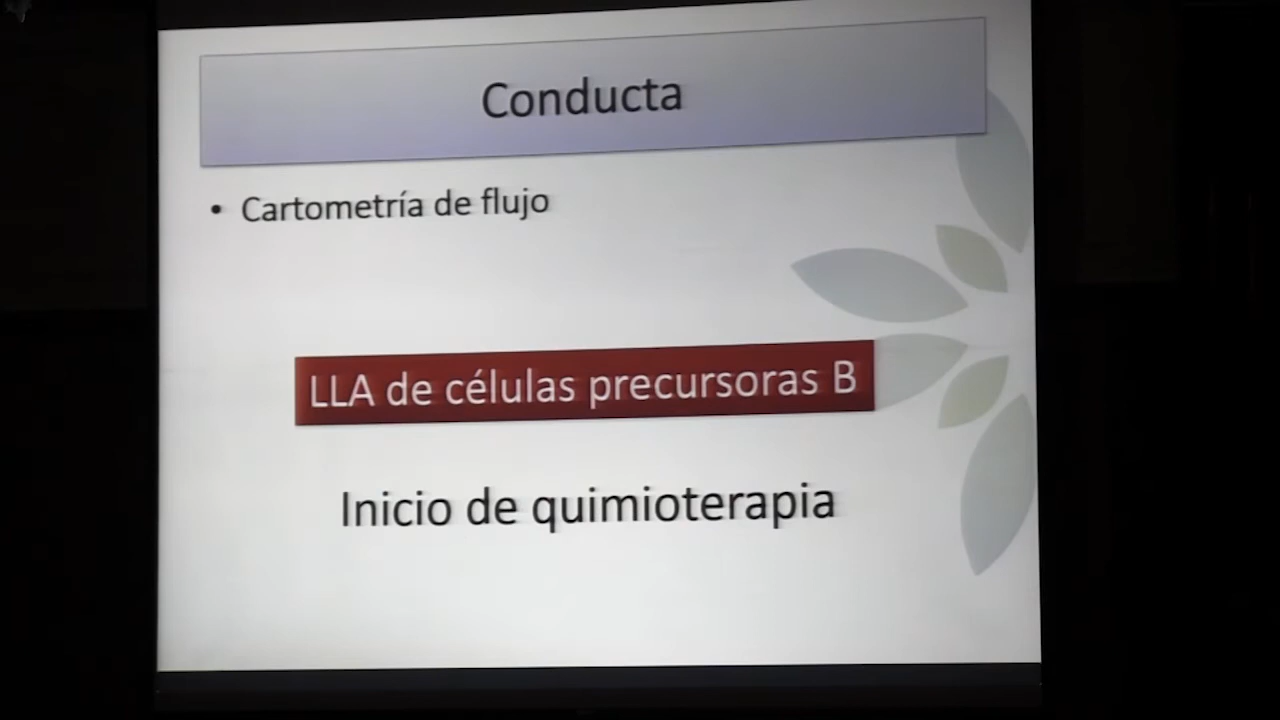 Conducta
• Cartometría de flujo
LLA de células precursoras B
Inicio de quimioterapia